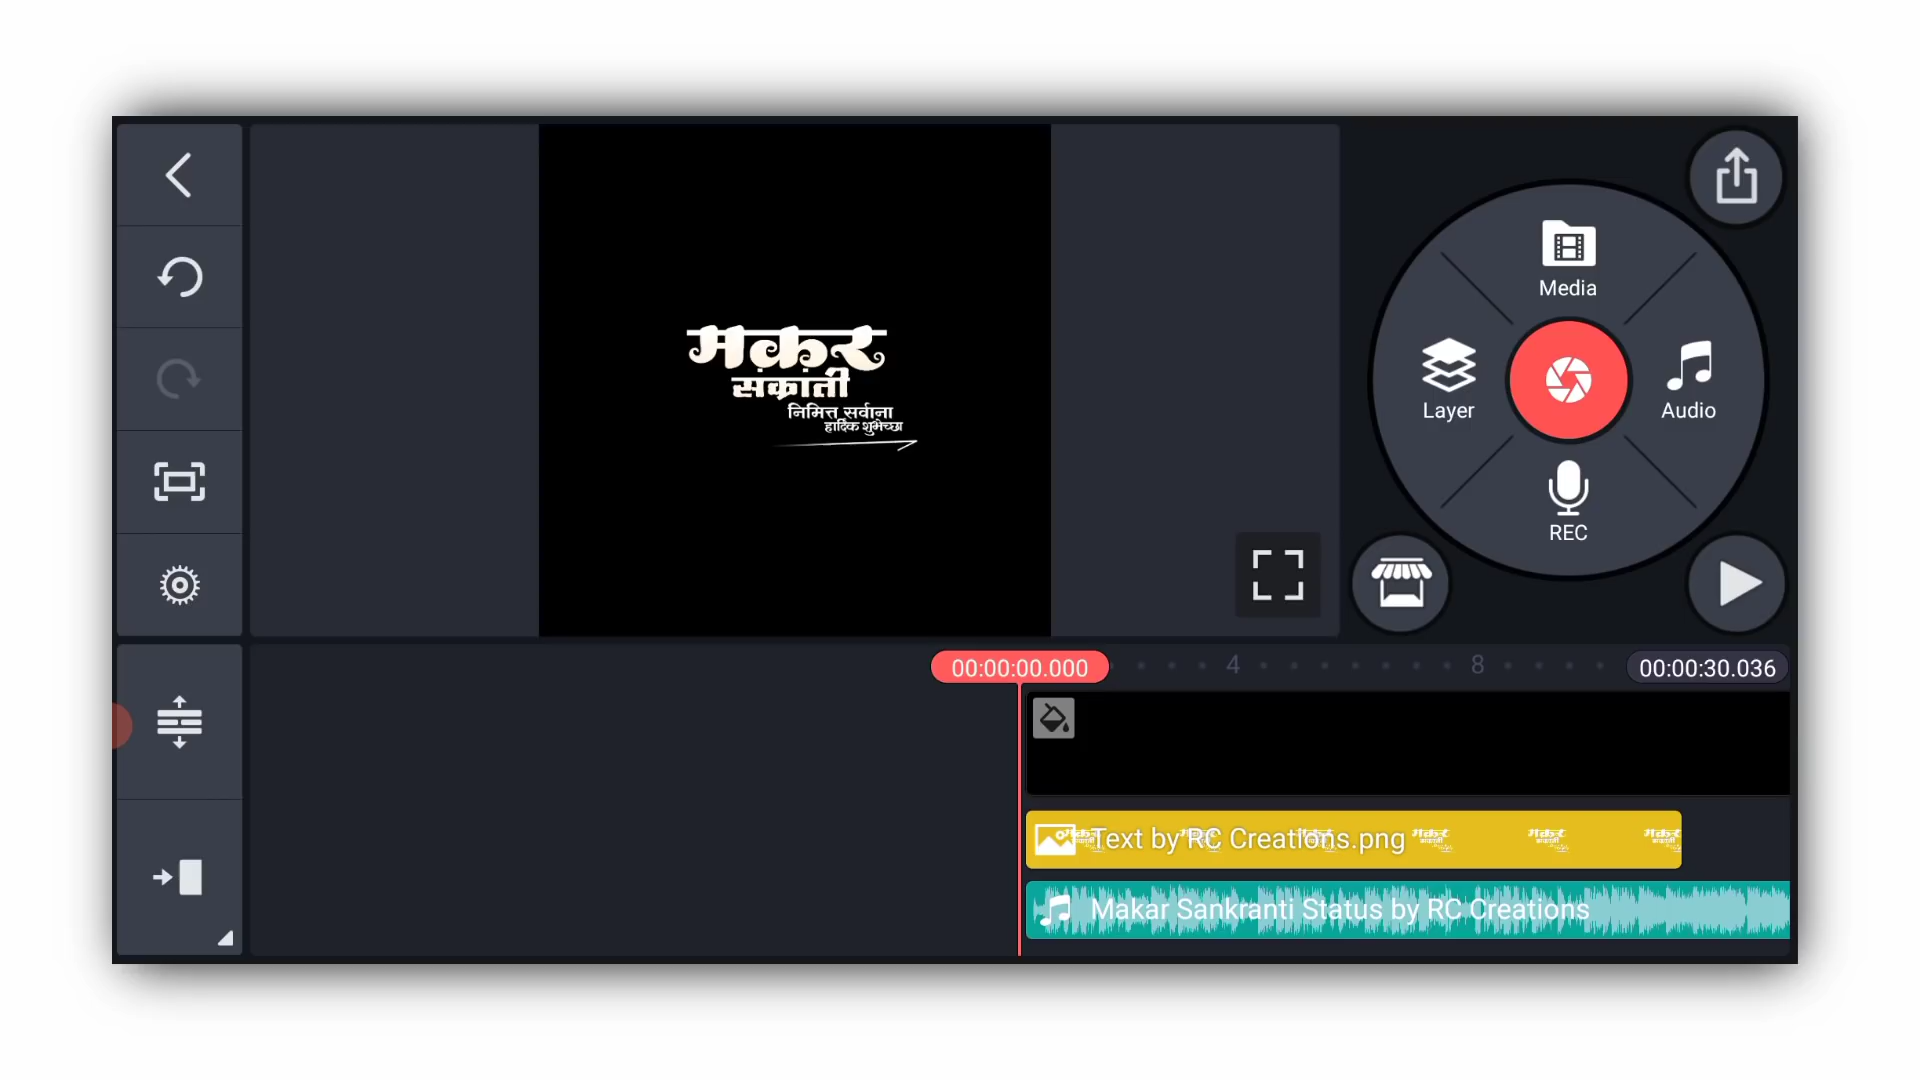 मकर
संक्रांती
निमित्त सर्वाना
हार्दिक शुभेच्छा
Media
Layer
Audio
REC
00:00:00.000
4
8
00:00:30.036
Text by RC Creations.png
Makar Sankranti Status by RC Creations